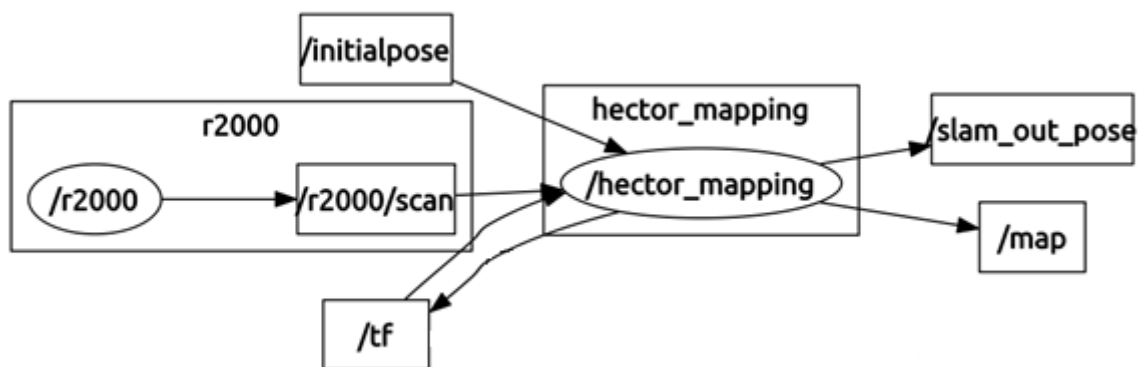 /initialpose
r2000
hector_mapping
/slam_out_pose
/r2000
/r2000/scan
/hector_mapping
/map
/tf